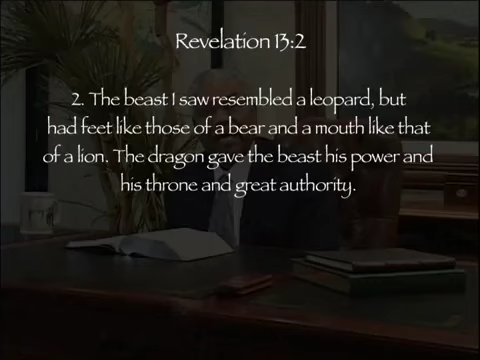 Revelation 13:2
2. The beast I saw resembled a leopard, but
had feet like those of a bear and a mouth like that
of a lion. The dragon gave the beast his power and
his throne and great authority.